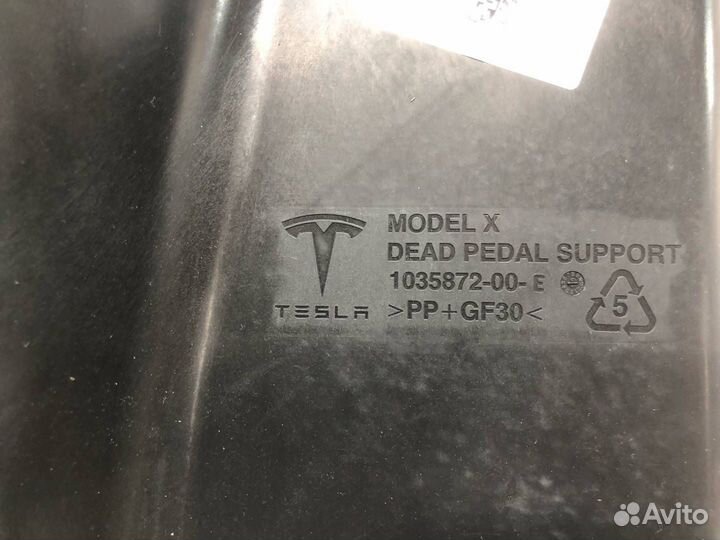 MODEL X
DEAD PEDAL SUPPORT
1035872-00-E
TESLA >PP+GF30< 5
Avito